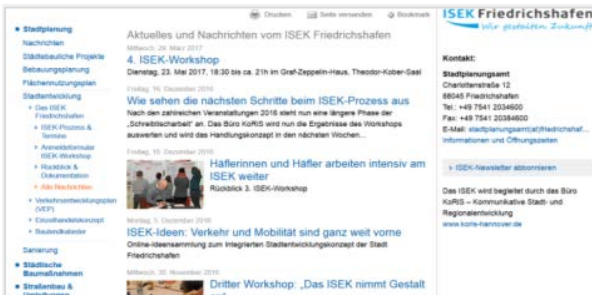 Drucken Seite versenden Bookmark
Stadtplanung
Nachrichten
Städtebauliche Projekte
Bebauungsplanung
Flächennutzungsplan
Stadtentwicklung
Das ISEK
Friedrichshafen
ISEK-Prozess &
Termine
Anmeldeformular
ISEK-Workshop
Rückblick &
Dokumentation
Alle Nachrichten
Verkehrsentwicklungsplan
(VEP)
Einzelhandelskonzept
Baulandkataster
Sanierung
Städtische
Baumaßnahmen
Straßenbau &
Aktuelles und Nachrichten vom ISEK Friedrichshafen
Mittwoch, 29. März 2017
4. ISEK-Workshop
Dienstag, 23. Mai 2017, 18:30 bis ca. 21h im Graf-Zeppelin-Haus, Theodor-Kober-Saal
Freitag, 16. Dezember 2016
Wie sehen die nächsten Schritte beim ISEK-Prozess aus
Nach den zahlreichen Veranstaltungen 2016 steht nun eine längere Phase der
„Schreibtischarbeit“ an. Das Büro KoRiS wird nun die Ergebnisse des Workshops
auswerten und wird das Handlungskonzept in den nächsten Wochen...
Freitag, 16. Dezember 2016
Häflerinnen und Häfler arbeiten intensiv am
ISEK weiter
Rückblick 3. ISEK-Workshop
Montag, 5. Dezember 2016
ISEK-Ideen: Verkehr und Mobilität sind ganz weit vorne
Online-Ideensammlung zum Integrierten Stadtentwicklungskonzept der Stadt
Friedrichshafen
Mittwoch, 30. November 2016
Dritter Workshop: „Das ISEK nimmt Gestalt
ISEK Friedrichshafen
Wir gestalten Zukunft
Kontakt:
Stadtplanungsamt
Charlottenstraße 12
88045 Friedrichshafen
Tel.: +49 7541 2034600
Fax: +49 7541 2034600
E-Mail: stadtplanungsamt(at)friedrichshaf...
Informationen und Öffnungszeiten
ISEK-Newsletter abbonnieren
Das ISEK wird begleitet durch das Büro
KoRiS – Kommunikative Stadt- und
Regionalentwicklung
www.koris-hannover.de